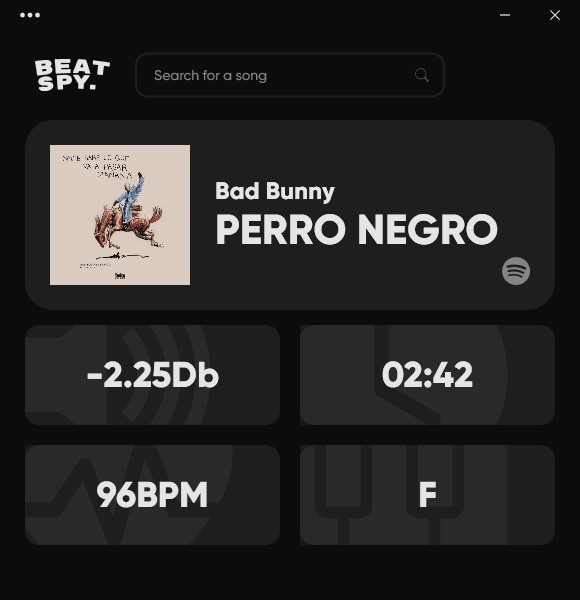 BEAT
SPY.
Search for a song
NADIE SABE LO QUE
VA A PASAR
MAÑANA
Bad Bunny
PERRO NEGRO
-2.25Db
02:42
96BPM
F